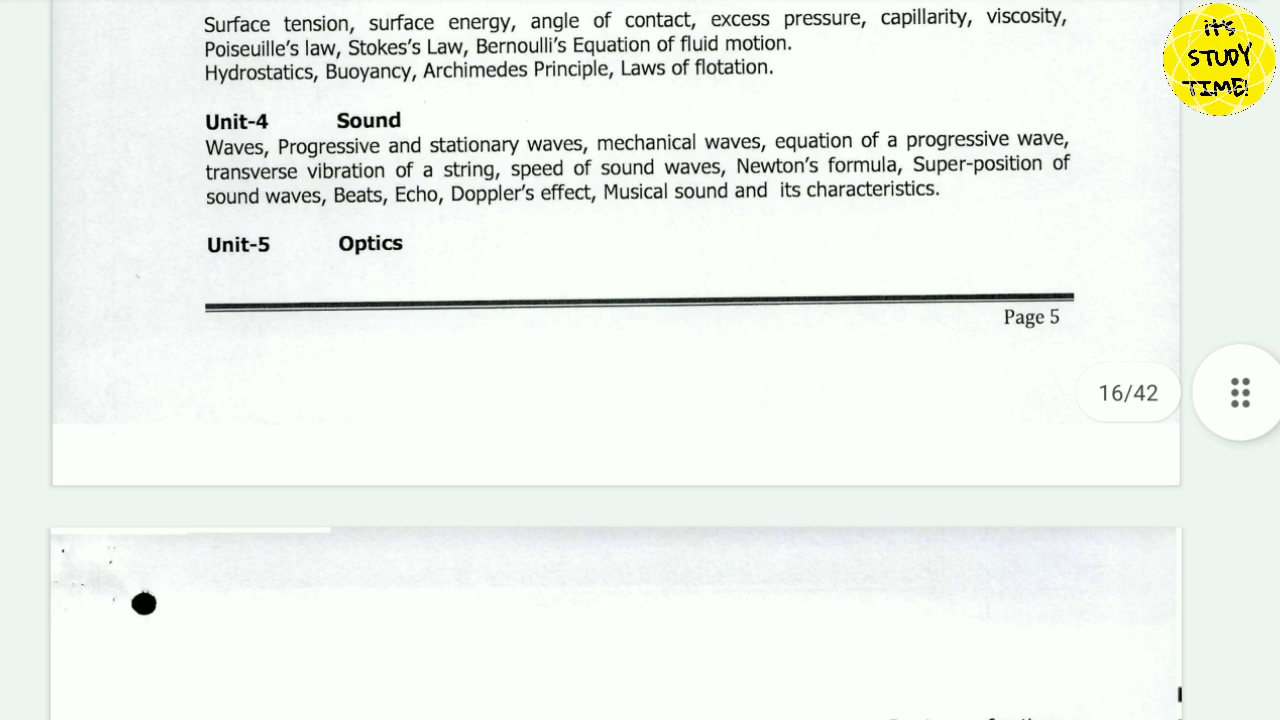 Surface tension, surface energy, angle of contact, excess pressure, capillarity, viscosity,
Poiseuille's law, Stokes's Law, Bernoulli's Equation of fluid motion.
Hydrostatics, Buoyancy, Archimedes Principle, Laws of flotation.
Unit-4 Sound
Waves, Progressive and stationary waves, mechanical waves, equation of a progressive wave,
transverse vibration of a string, speed of sound waves, Newton's formula, Super-position of
sound waves, Beats, Echo, Doppler's effect, Musical sound and its characteristics.
Unit-5 Optics
Page 5
16/42
IT'S
STUDY
TIME!